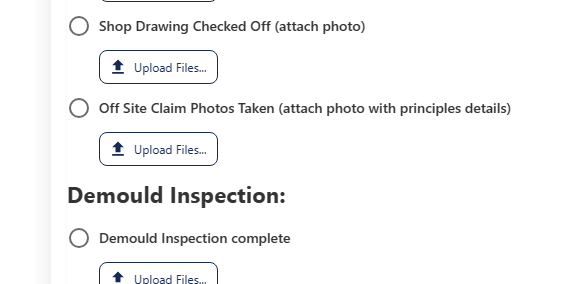 Shop Drawing Checked Off (attach photo)
Upload Files...
Off Site Claim Photos Taken (attach photo with principles details)
Upload Files...
Demould Inspection:
Demould Inspection complete
Upload Files...